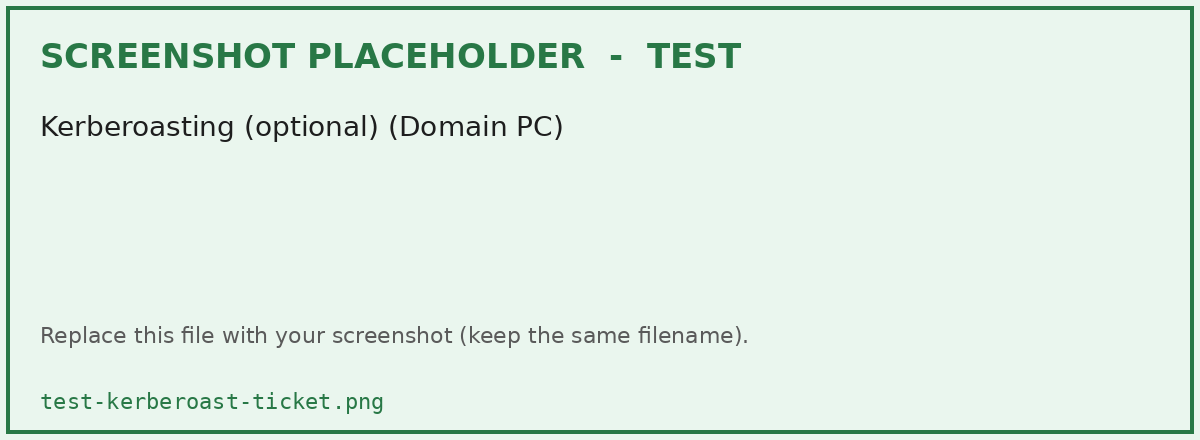 SCREENSHOT PLACEHOLDER - TEST
Kerberoasting (optional) (Domain PC)
Replace this file with your screenshot (keep the same filename).
test-kerberoast-ticket.png